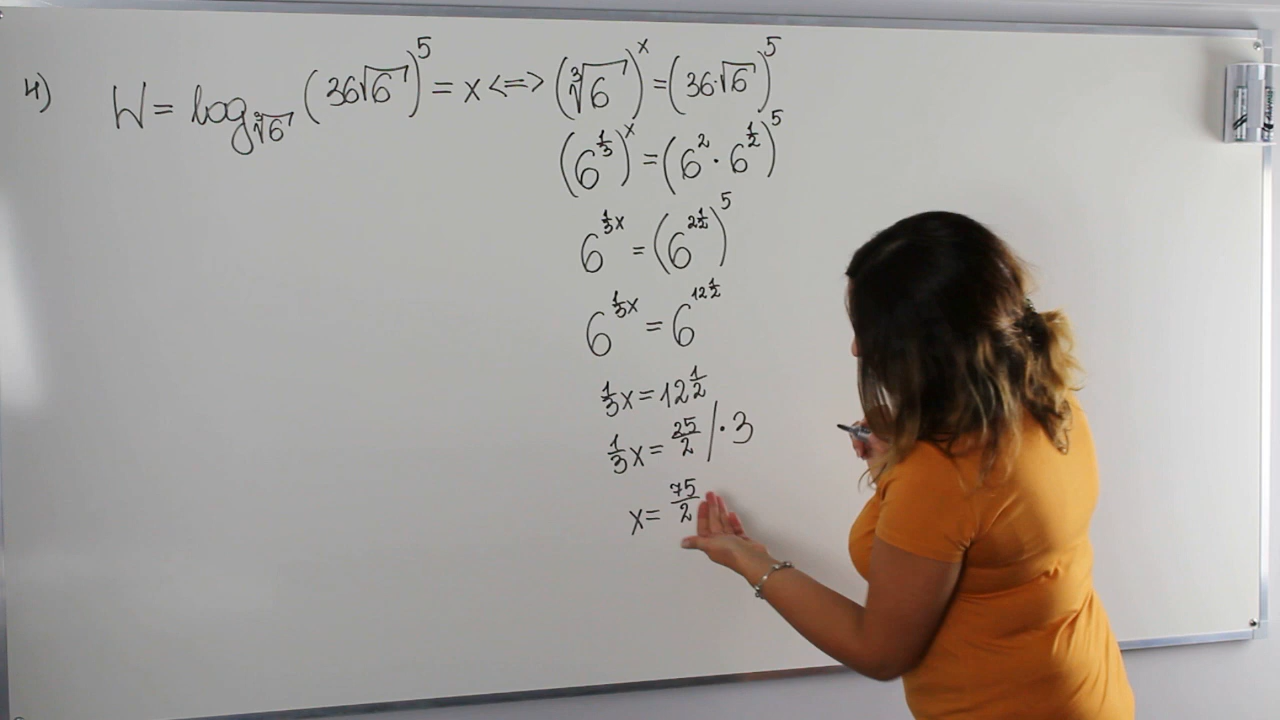 4) W = log_∛6 (36√6)^5 = x <=> (∛6)^x = (36·√6)^5
(6^(1/3))^x = (6^2 · 6^(1/2))^5
6^(1/3 x) = (6^(2 1/2))^5
6^(1/3 x) = 6^(12 1/2)
1/3 x = 12 1/2
1/3 x = 25/2 / · 3
x = 75/2